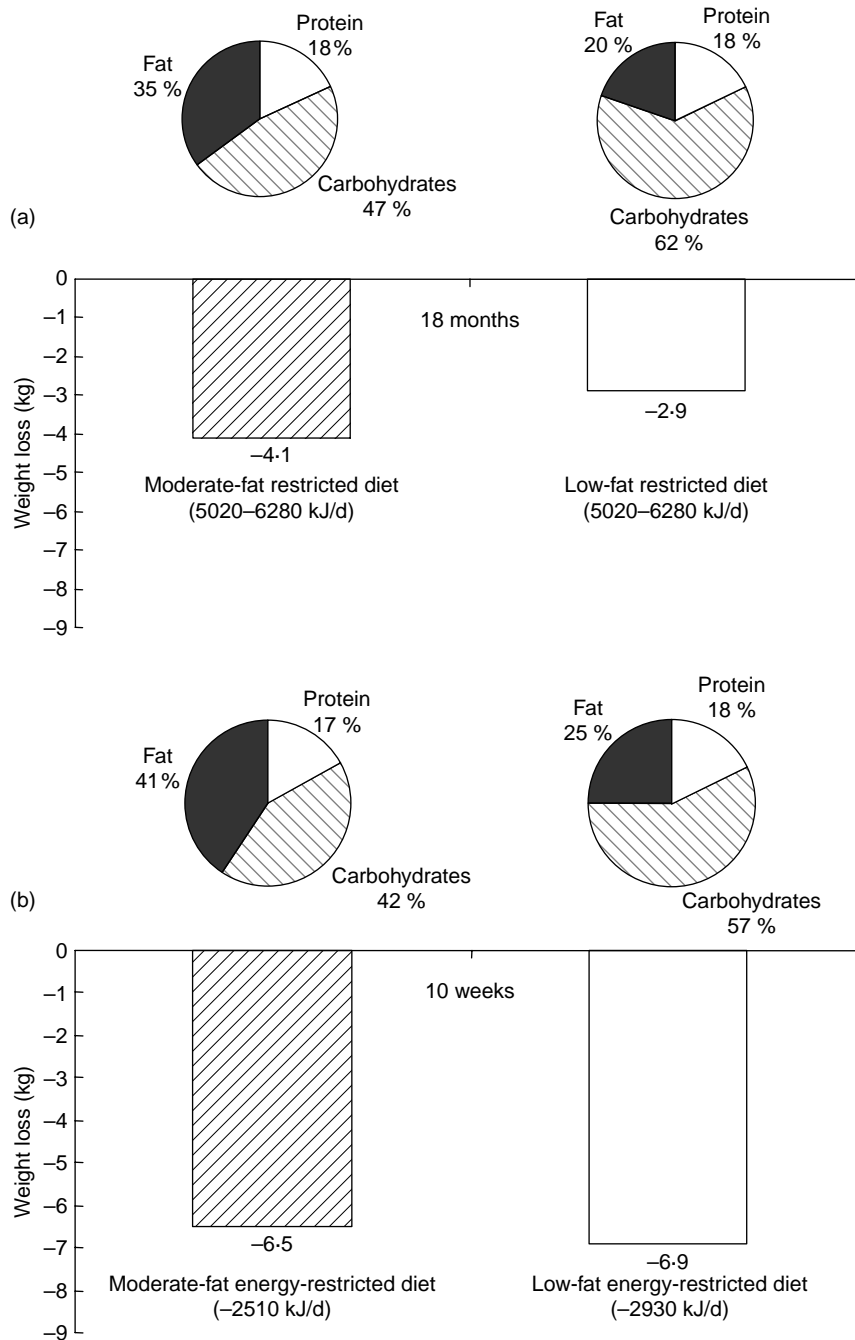 Protein
18 %
Fat
35 %
Carbohydrates
47 %
Protein
18 %
Fat
20 %
Carbohydrates
62 %
(a)
Weight loss (kg)
0
–1
–2
–3
–4
–5
–6
–7
–8
–9
18 months
–4·1
Moderate-fat restricted diet
(5020–6280 kJ/d)
–2·9
Low-fat restricted diet
(5020–6280 kJ/d)
Protein
17 %
Fat
41 %
Carbohydrates
42 %
Protein
18 %
Fat
25 %
Carbohydrates
57 %
(b)
Weight loss (kg)
0
–1
–2
–3
–4
–5
–6
–7
–8
–9
10 weeks
–6·5
Moderate-fat energy-restricted diet
(–2510 kJ/d)
–6·9
Low-fat energy-restricted diet
(–2930 kJ/d)